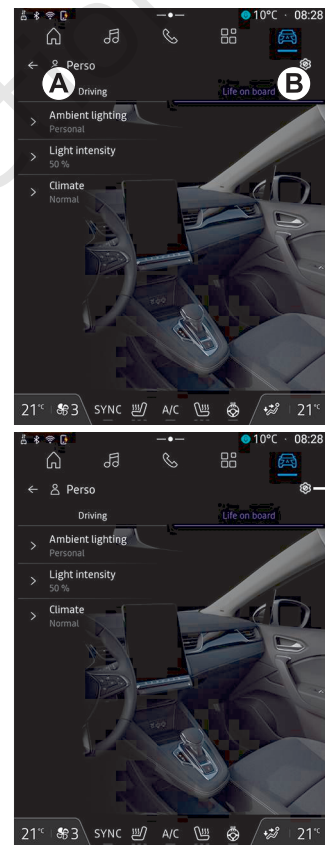 10°C · 08:28
Perso
A
B
Driving
Life on board
Ambient lighting
Personal
Light intensity
50 %
Climate
Normal
21°C 3 SYNC A/C 21°C
10°C · 08:28
Perso
Driving
Life on board
Ambient lighting
Personal
Light intensity
50 %
Climate
Normal
21°C 3 SYNC A/C 21°C